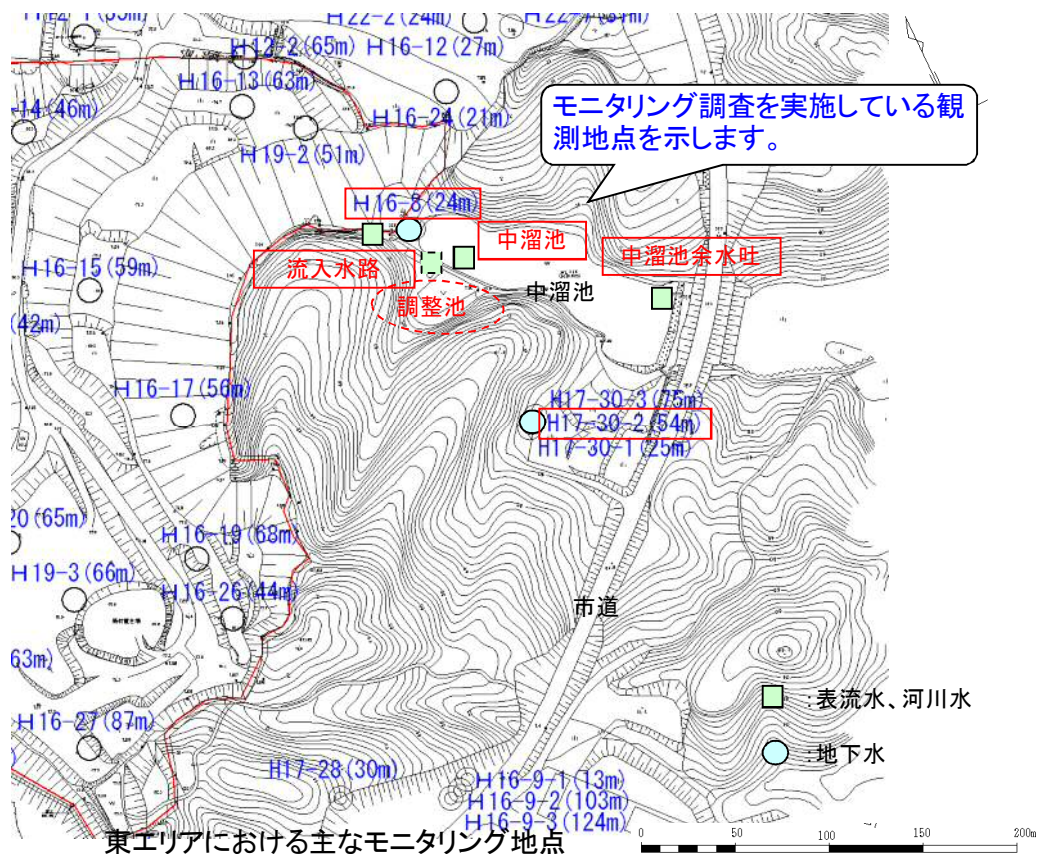 H22-2(24m)
H12-2(65m)
H16-12(27m)
H16-13(63m)
-14(46m)
H16-24(21m)
H19-2(51m)
モニタリング調査を実施している観
測地点を示します。
H16-8(24m)
中溜池
中溜池余水吐
流入水路
H16-15(59m)
調整池
中溜池
(42m)
H16-17(56m)
H17-30-3(75m)
H17-30-2(54m)
H17-30-1(25m)
20(65m)
H16-19(68m)
H19-3(66m)
H16-26(44m)
市道
63m)
:表流水、河川水
H16-27(87m)
:地下水
H17-28(30m)
H16-9-1(13m)
H16-9-2(103m)
H16-9-3(124m)
東エリアにおける主なモニタリング地点
0 50 100 150 200m